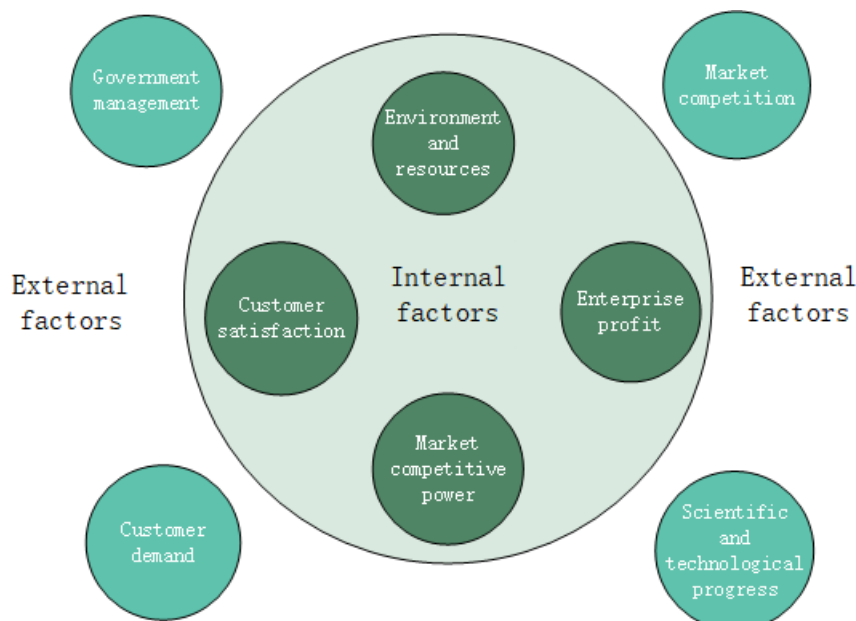 Government
management
Market
competition
Environment
and
resources
External
factors
Internal
factors
External
factors
Customer
satisfaction
Enterprise
profit
Market
competitive
power
Customer
demand
Scientific
and
technological
progress